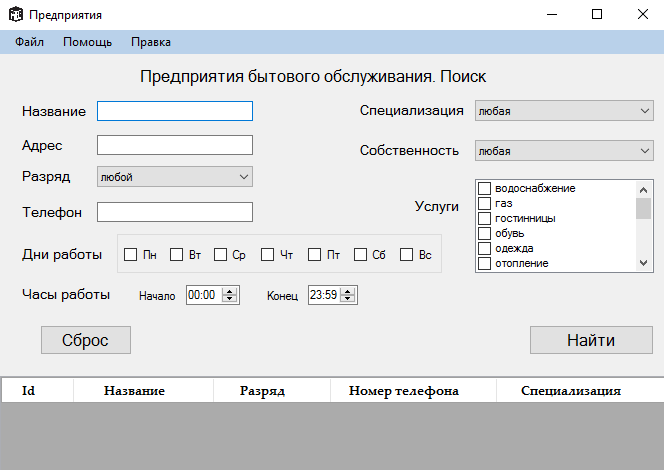 Предприятия
Файл Помощь Правка
Предприятия бытового обслуживания. Поиск
Название
Специализация любая
Адрес
Собственность любая
Разряд любой
Телефон
Услуги
водоснабжение
газ
гостинницы
обувь
одежда
отопление
Дни работы Пн Вт Ср Чт Пт Сб Вс
Часы работы Начало 00:00 Конец 23:59
Сброс Найти
Id Название Разряд Номер телефона Специализация